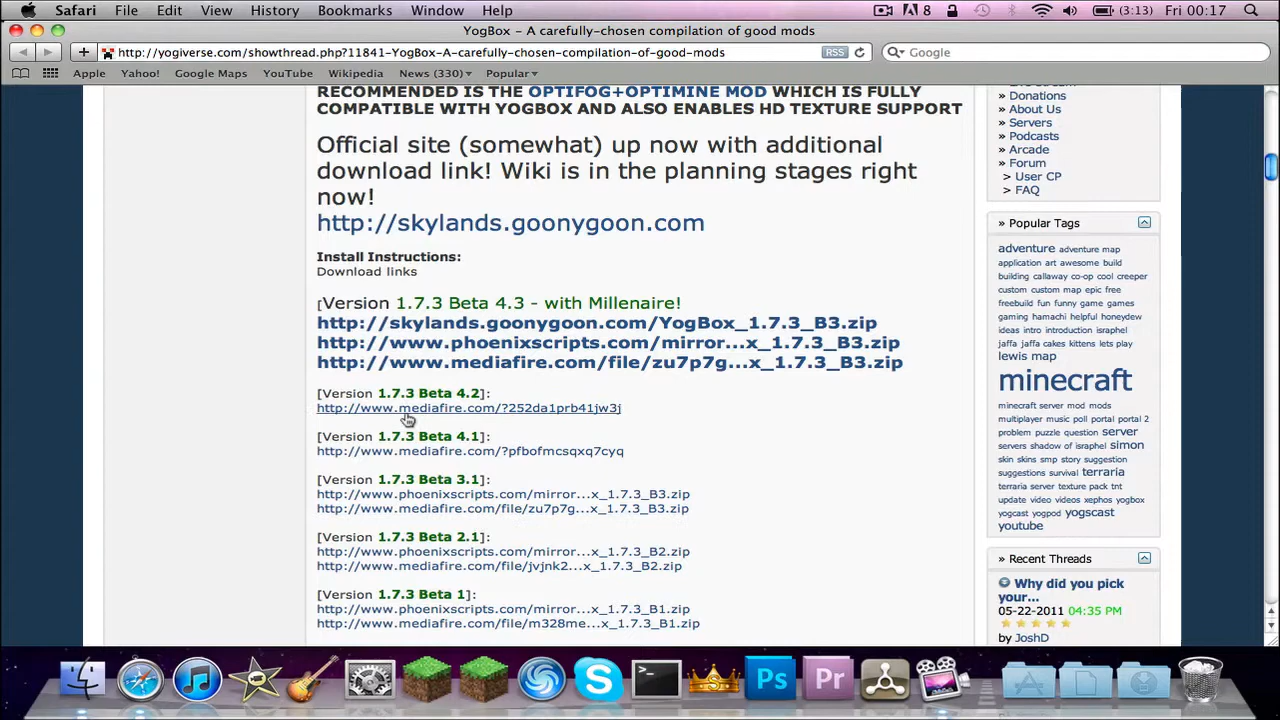 Safari File Edit View History Bookmarks Window Help 8 (3:13) Fri 00:17
YogBox – A carefully-chosen compilation of good mods
http://yogiverse.com/showthread.php?11841-YogBox-A-carefully-chosen-compilation-of-good-mods RSS Google
Apple Yahoo! Google Maps YouTube Wikipedia News (330) Popular
RECOMMENDED IS THE OPTIFOG+OPTIMINE MOD WHICH IS FULLY
COMPATIBLE WITH YOGBOX AND ALSO ENABLES HD TEXTURE SUPPORT
Official site (somewhat) up now with additional
download link! Wiki is in the planning stages right
now!
http://skylands.goonygoon.com
Install Instructions:
Download links
[Version 1.7.3 Beta 4.3 - with Millenaire!
http://skylands.goonygoon.com/YogBox_1.7.3_B3.zip
http://www.phoenixscripts.com/mirror...x_1.7.3_B3.zip
http://www.mediafire.com/file/zu7p7g...x_1.7.3_B3.zip
[Version 1.7.3 Beta 4.2]:
http://www.mediafire.com/?252da1prb41jw3j
[Version 1.7.3 Beta 4.1]:
http://www.mediafire.com/?pfbofmcsqxq7cyq
[Version 1.7.3 Beta 3.1]:
http://www.phoenixscripts.com/mirror...x_1.7.3_B3.zip
http://www.mediafire.com/file/zu7p7g...x_1.7.3_B3.zip
[Version 1.7.3 Beta 2.1]:
http://www.phoenixscripts.com/mirror...x_1.7.3_B2.zip
http://www.mediafire.com/file/jvjnk2...x_1.7.3_B2.zip
[Version 1.7.3 Beta 1]:
http://www.phoenixscripts.com/mirror...x_1.7.3_B1.zip
http://www.mediafire.com/file/m328me...x_1.7.3_B1.zip
» Donations
» About Us
» Servers
» Podcasts
» Arcade
» Forum
» User CP
» FAQ
» Popular Tags
adventure adventure map
application art awesome build
building callaway co-op cool creeper
custom custom map epic free
freebuild fun funny game games
gaming hamachi helpful honeydew
ideas intro introduction israphel
jaffa jaffa cakes kittens lets play
lewis map
minecraft
minecraft server mod mods
multiplayer music poll portal portal 2
problem puzzle question server
servers shadow of israphel simon
skin skins smp story suggestion
suggestions survival terraria
terraria server texture pack tnt
update video videos xephos yogbox
yogcast yogpod yogscast
youtube
» Recent Threads
Why did you pick
your...
05-22-2011 04:35 PM
by JoshD
Ps Pr